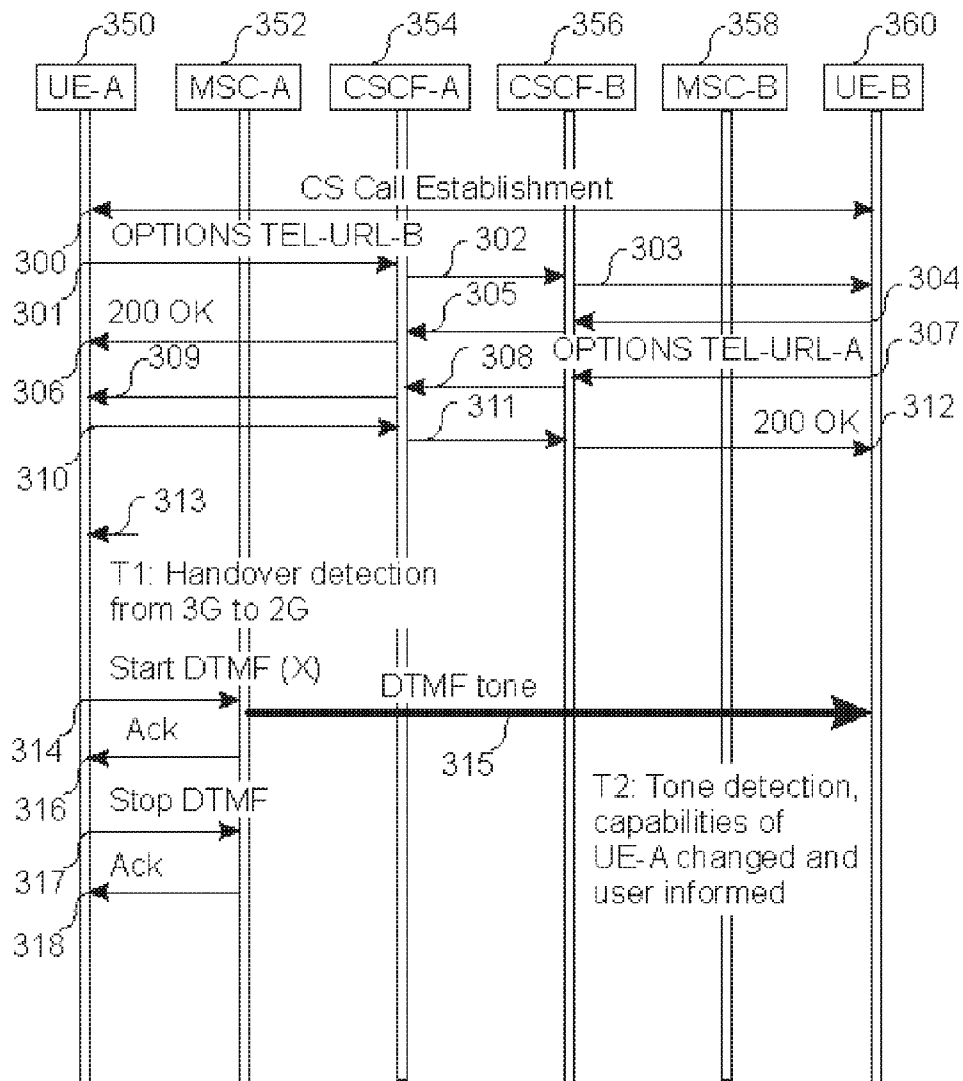 350 352 354 356 358 360
UE-A MSC-A CSCF-A CSCF-B MSC-B UE-B
CS Call Establishment
300
OPTIONS TEL-URL-B
302
303
301
200 OK
305
304
306
309
308
OPTIONS TEL-URL-A
307
310
311
200 OK
312
313
T1: Handover detection
from 3G to 2G
Start DTMF (X)
DTMF tone
314
Ack
315
316
Stop DTMF
T2: Tone detection,
capabilities of
UE-A changed and
user informed
317
Ack
318